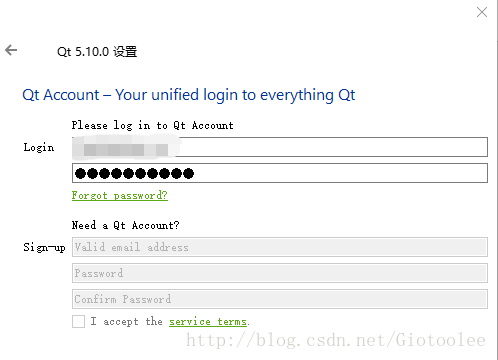 Qt 5.10.0 设置
Qt Account – Your unified login to everything Qt
Please log in to Qt Account
Login
Forgot password?
Need a Qt Account?
Sign-up
Valid email address
Password
Confirm Password
I accept the service terms.
http://blog.csdn.net/Giotoolee